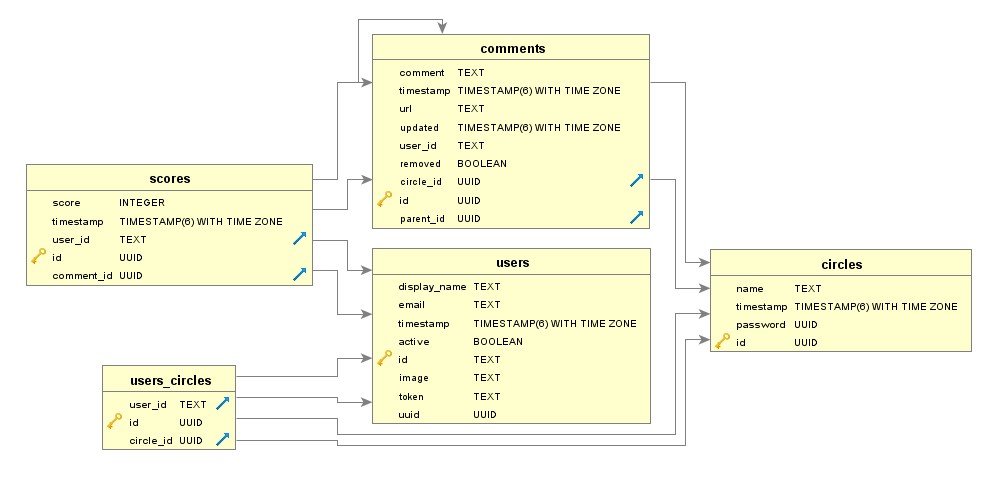 comments
comment TEXT
timestamp TIMESTAMP(6) WITH TIME ZONE
url TEXT
updated TIMESTAMP(6) WITH TIME ZONE
user_id TEXT
removed BOOLEAN
circle_id UUID
id UUID
parent_id UUID
scores
score INTEGER
timestamp TIMESTAMP(6) WITH TIME ZONE
user_id TEXT
id UUID
comment_id UUID
users
display_name TEXT
email TEXT
timestamp TIMESTAMP(6) WITH TIME ZONE
active BOOLEAN
id TEXT
image TEXT
token TEXT
uuid UUID
circles
name TEXT
timestamp TIMESTAMP(6) WITH TIME ZONE
password UUID
id UUID
users_circles
user_id TEXT
id UUID
circle_id UUID